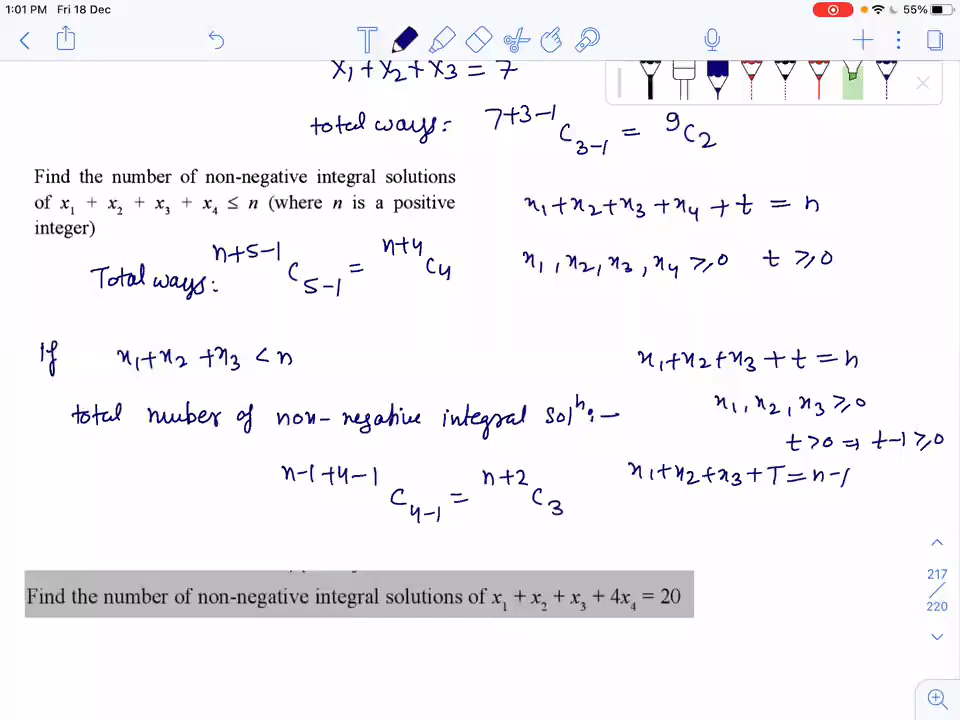 1:01 PM Fri 18 Dec 55%
x₁ + x₂ + x₃ = 7
total ways: ⁷⁺³⁻¹C₃₋₁ = ⁹C₂
Find the number of non-negative integral solutions
of x₁ + x₂ + x₃ + x₄ ≤ n (where n is a positive
integer)
x₁+x₂+x₃+x₄+t = n
x₁, x₂, x₃, x₄ ≥ 0 t ≥ 0
Total ways: ⁿ⁺⁵⁻¹C₅₋₁ = ⁿ⁺⁴C₄
If x₁+x₂+x₃ < n
x₁+x₂+x₃+t = n
total nuber of non-negative integral solⁿ:-
x₁, x₂, x₃ ≥ 0
t>0 ⇒ t-1 ≥ 0
x₁+x₂+x₃+T = n-1
ⁿ⁻¹⁺⁴⁻¹C₄₋₁ = ⁿ⁺²C₃
217
/
220
Find the number of non-negative integral solutions of x₁ + x₂ + x₃ + 4x₄ = 20